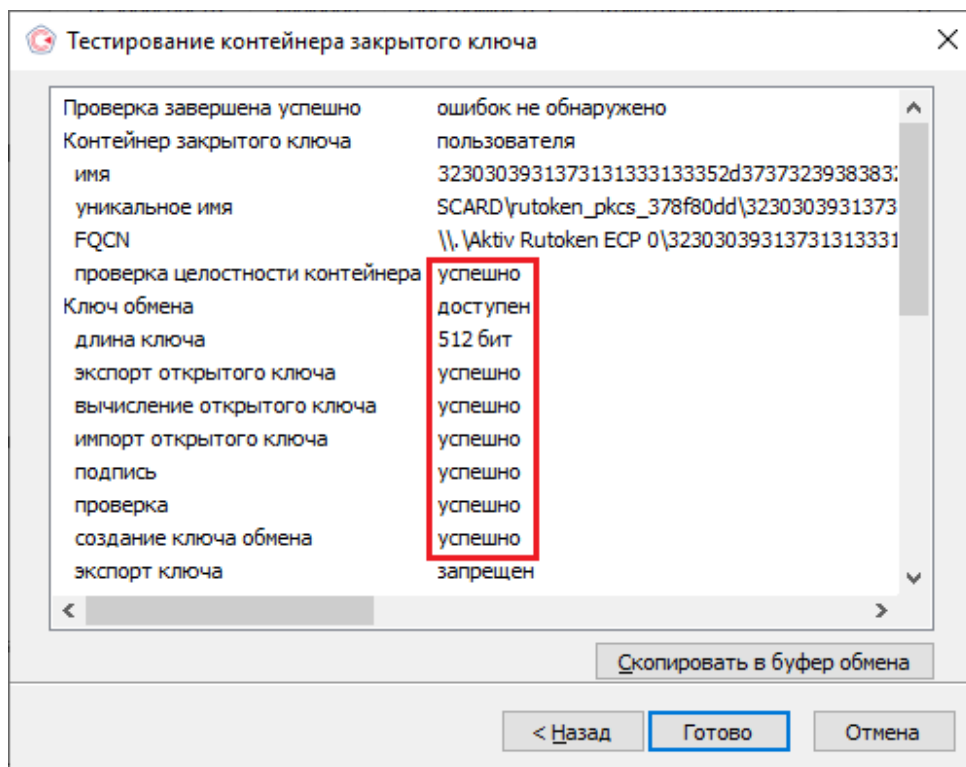 Тестирование контейнера закрытого ключа
Проверка завершена успешно ошибок не обнаружено
Контейнер закрытого ключа пользователя
имя 3230303931373131333133352d37373239383832
уникальное имя SCARD\rutoken_pkcs_378f80dd\3230303931373
FQCN \\.\Aktiv Rutoken ECP 0\32303039313731313331
проверка целостности контейнера успешно
Ключ обмена доступен
длина ключа 512 бит
экспорт открытого ключа успешно
вычисление открытого ключа успешно
импорт открытого ключа успешно
подпись успешно
проверка успешно
создание ключа обмена успешно
экспорт ключа запрещен
Скопировать в буфер обмена
< Назад Готово Отмена